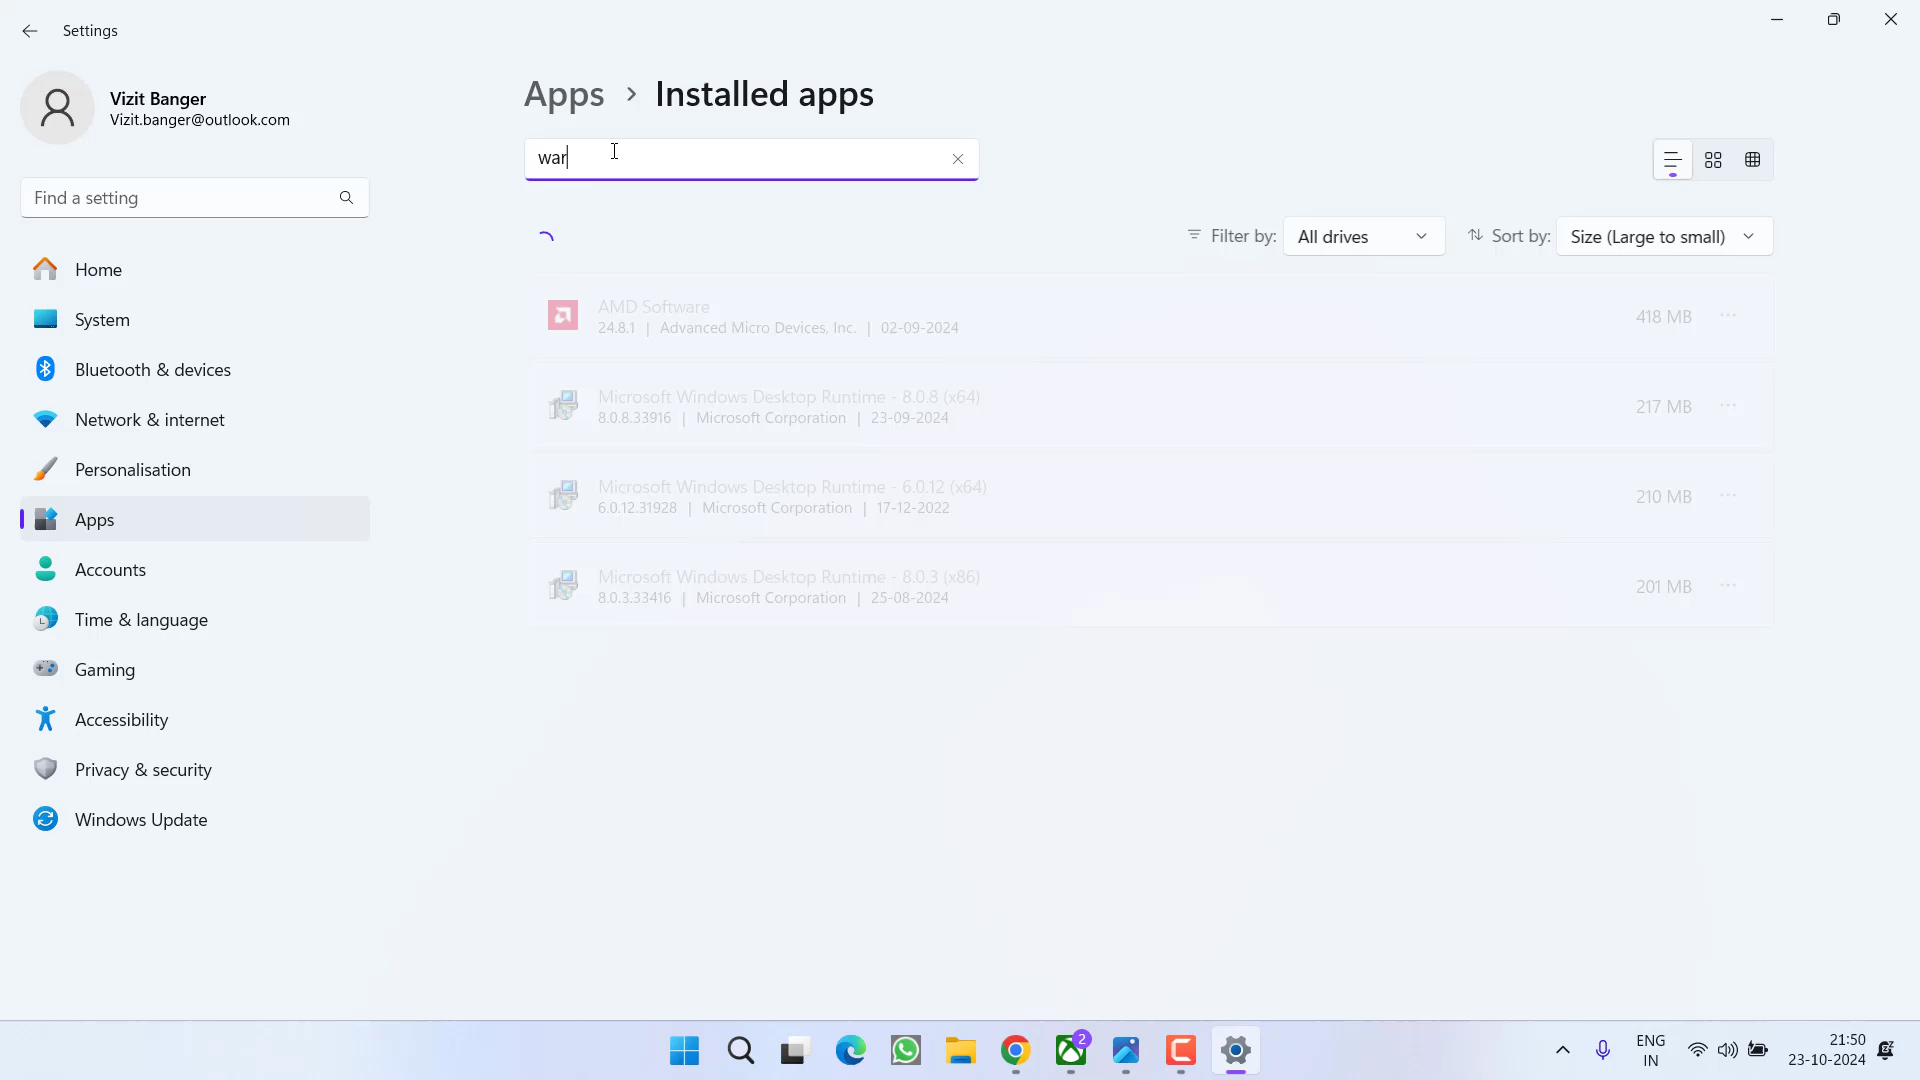 Settings
Vizit Banger
Vizit.banger@outlook.com
Find a setting
Home
System
Bluetooth & devices
Network & internet
Personalisation
Apps
Accounts
Time & language
Gaming
Accessibility
Privacy & security
Windows Update
Apps > Installed apps
war
Filter by: All drives Sort by: Size (Large to small)
AMD Software
24.8.1 | Advanced Micro Devices, Inc. | 02-09-2024
418 MB
Microsoft Windows Desktop Runtime - 8.0.8 (x64)
8.0.8.33916 | Microsoft Corporation | 23-09-2024
217 MB
Microsoft Windows Desktop Runtime - 6.0.12 (x64)
6.0.12.31928 | Microsoft Corporation | 17-12-2022
210 MB
Microsoft Windows Desktop Runtime - 8.0.3 (x86)
8.0.3.33416 | Microsoft Corporation | 25-08-2024
201 MB
2
ENG
IN
21:50
23-10-2024